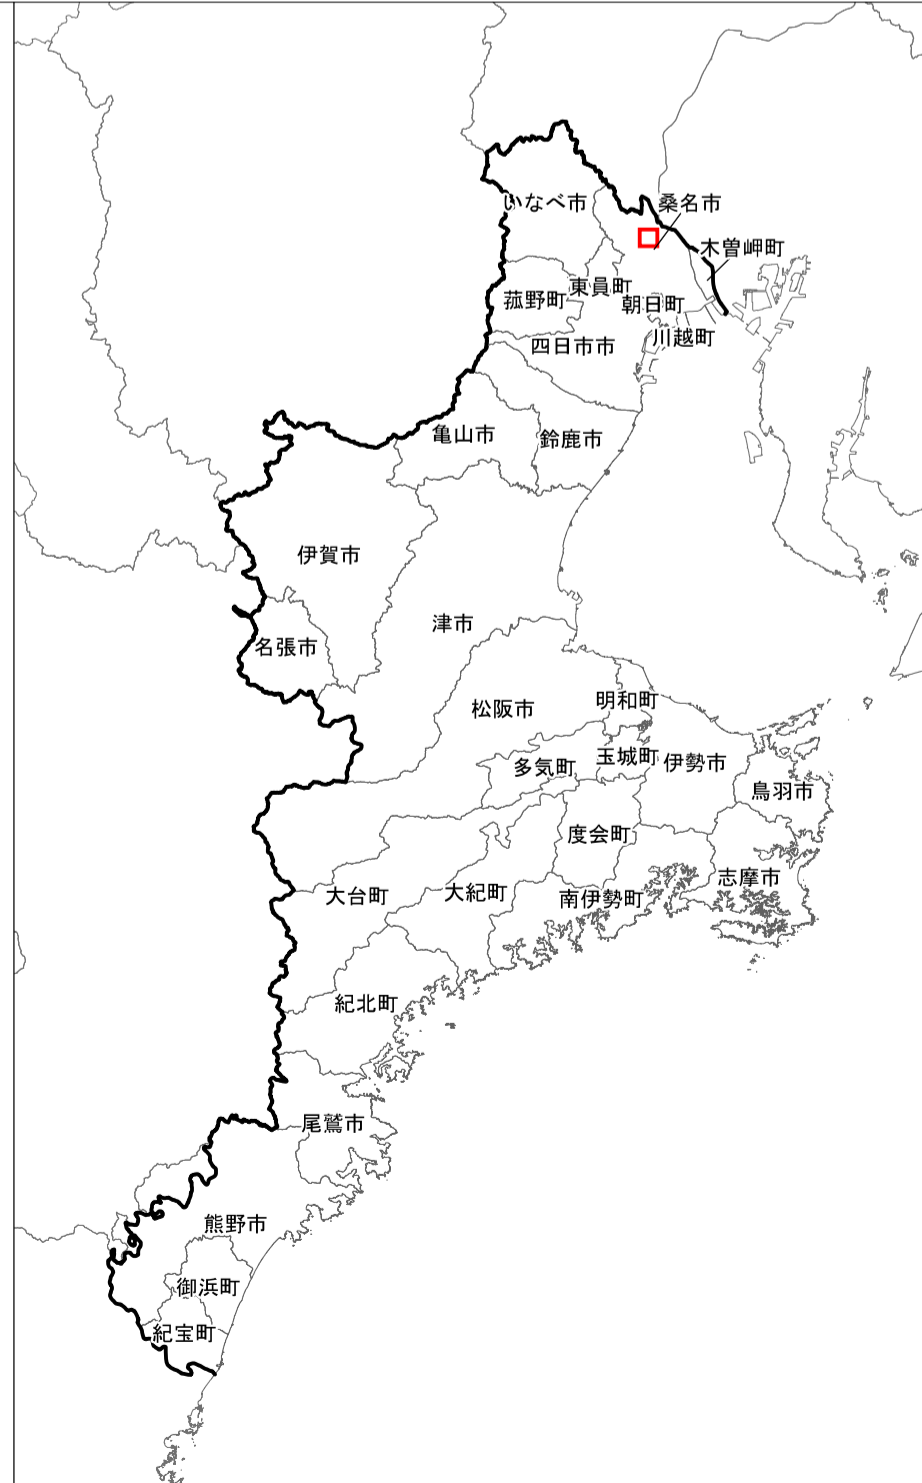 いなべ市
桑名市
木曽岬町
東員町
菰野町
朝日町
川越町
四日市市
亀山市
鈴鹿市
伊賀市
津市
名張市
松阪市
明和町
多気町
玉城町
伊勢市
鳥羽市
度会町
志摩市
大台町
大紀町
南伊勢町
紀北町
尾鷲市
熊野市
御浜町
紀宝町